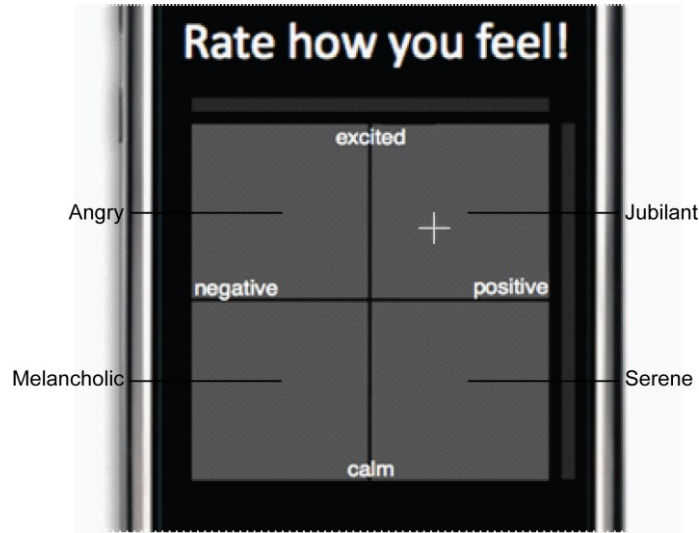 Rate how you feel!
excited
Angry
Jubilant
negative
positive
Melancholic
Serene
calm